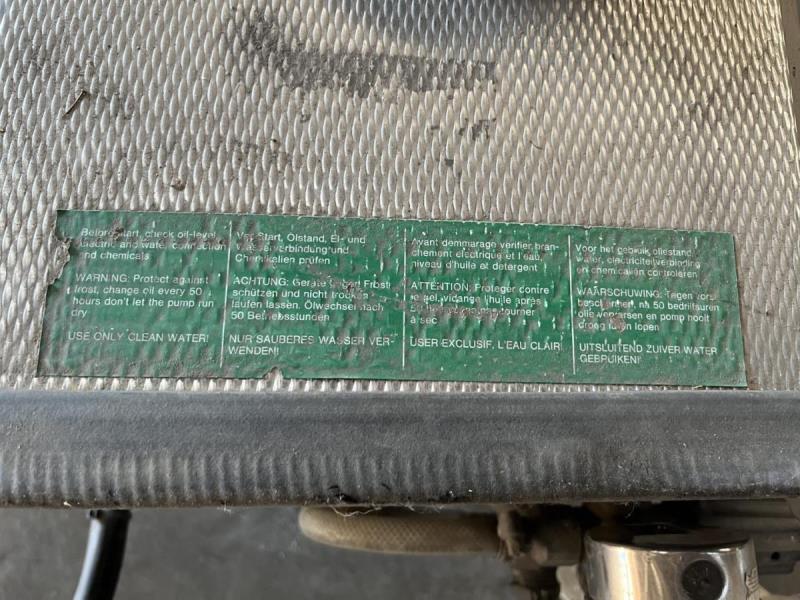 Before start, check oil-level,
electric and water connection
and chemicals
WARNING: Protect against
frost, change oil every 50
hours don't let the pump run
dry
USE ONLY CLEAN WATER!
Vor Start, Ölstand, El- und
Wasserverbindung und
Chemikalien prüfen
ACHTUNG: Geräte gegen Frost
schützen und nicht trocken
laufen lassen. Ölwechsel nach
50 Betriebsstunden
NUR SAUBERES WASSER VER-
WENDEN!
Avant demmarage verifier bran-
chement electrique et l'eau,
niveau d'huile et detergent
ATTENTION: Proteger contre
le gel, vidange l'huile après
50 tourner
à sec
USER EXCLUSIF, L'EAU CLAIR!
Voor het gebruik oliestand
water, electriciteitverbinding
en chemicalien controleren
WAARSCHUWING: Tegen vorst
beschermen, na 50 bedrijfsuren
olie verversen en pomp nooit
droog laten lopen
UITSLUITEND ZUIVER WATER
GEBRUIKEN!